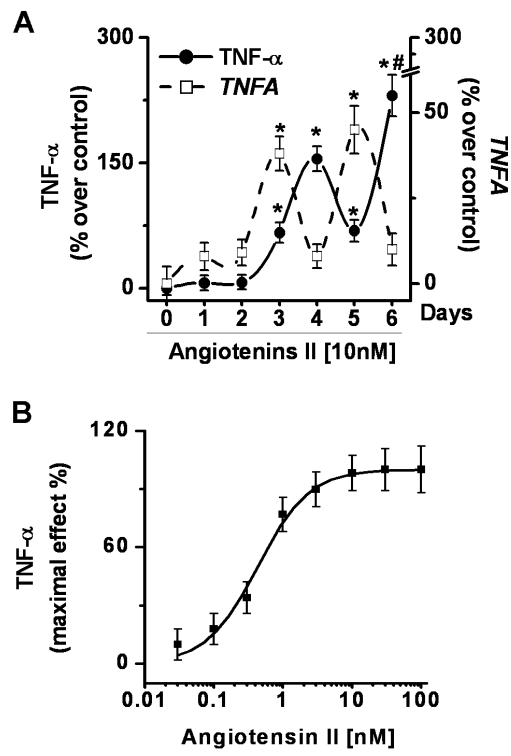 A
300
150
0
TNF-α
(% over control)
TNF-α
TNFA
*
*
*
*
*
* #
300
50
0
TNFA
(% over control)
0 1 2 3 4 5 6 Days
Angiotenins II [10nM]
B
120
60
0
TNF-α
(maximal effect %)
0.01 0.1 1 10 100
Angiotensin II [nM]